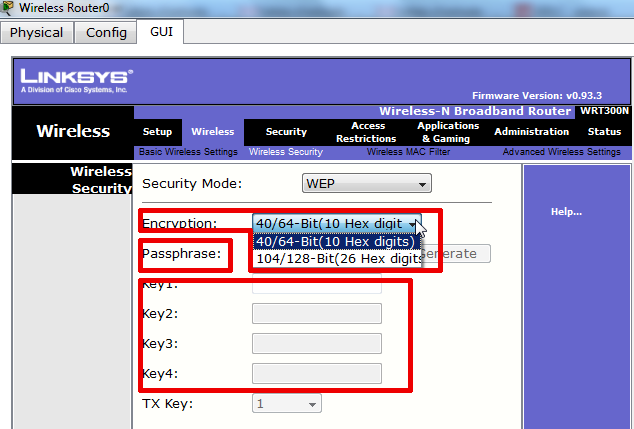 Wireless Router0
Physical Config GUI
LINKSYS®
A Division of Cisco Systems, Inc.
Firmware Version: v0.93.3
Wireless-N Broadband Router WRT300N
Wireless
Setup Wireless Security Access Restrictions Applications & Gaming Administration Status
Basic Wireless Settings Wireless Security Wireless MAC Filter Advanced Wireless Settings
Wireless Security
Security Mode: WEP
Help...
Encryption: 40/64-Bit(10 Hex digit
40/64-Bit(10 Hex digits)
104/128-Bit(26 Hex digits
Passphrase: Generate
Key1:
Key2:
Key3:
Key4:
TX Key: 1